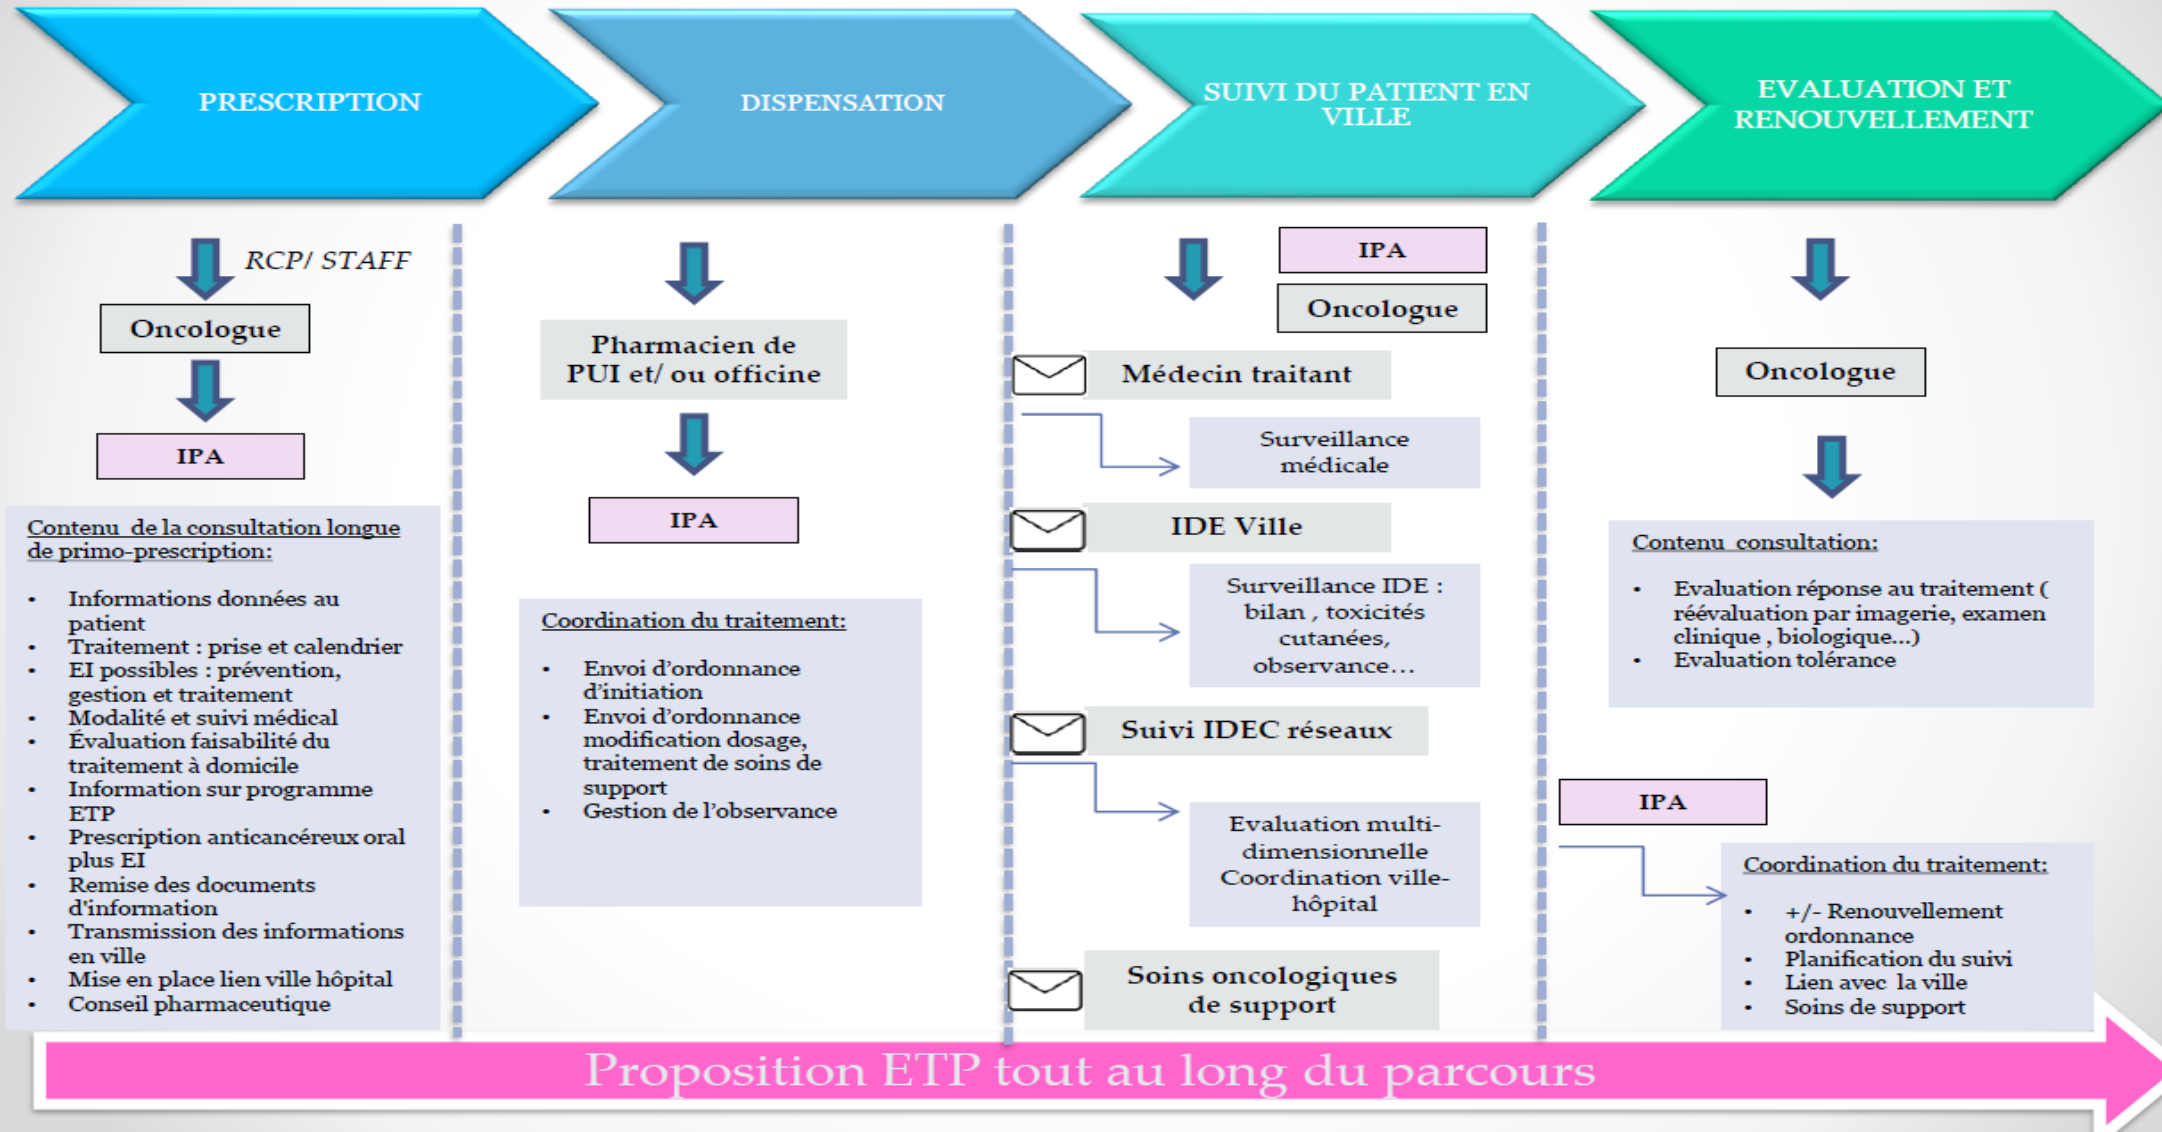 PRESCRIPTION
DISPENSATION
SUIVI DU PATIENT EN
VILLE
EVALUATION ET
RENOUVELLEMENT
RCP/ STAFF
Oncologue
IPA
Contenu de la consultation longue
de primo-prescription:
• Informations données au
patient
• Traitement : prise et calendrier
• EI possibles : prévention,
gestion et traitement
• Modalité et suivi médical
• Évaluation faisabilité du
traitement à domicile
• Information sur programme
ETP
• Prescription anticancéreux oral
plus EI
• Remise des documents
d'information
• Transmission des informations
en ville
• Mise en place lien ville hôpital
• Conseil pharmaceutique
Pharmacien de
PUI et/ ou officine
IPA
Coordination du traitement:
• Envoi d'ordonnance
d'initiation
• Envoi d'ordonnance
modification dosage,
traitement de soins de
support
• Gestion de l'observance
IPA
Oncologue
Médecin traitant
Surveillance
médicale
IDE Ville
Surveillance IDE :
bilan , toxicités
cutanées,
observance...
Suivi IDEC réseaux
Evaluation multi-
dimensionnelle
Coordination ville-
hôpital
Soins oncologiques
de support
Oncologue
Contenu consultation:
• Evaluation réponse au traitement (
réévaluation par imagerie, examen
clinique , biologique...)
• Evaluation tolérance
IPA
Coordination du traitement:
• +/- Renouvellement
ordonnance
• Planification du suivi
• Lien avec la ville
• Soins de support
Proposition ETP tout au long du parcours